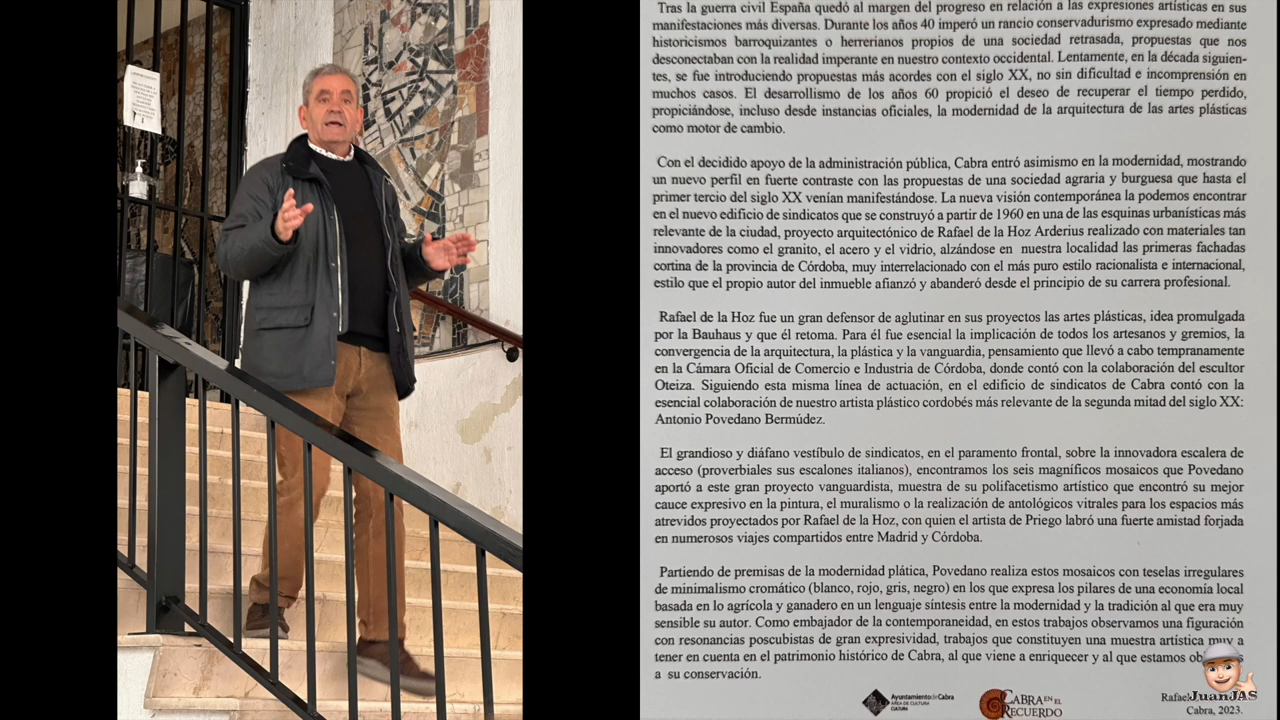 Tras la guerra civil España quedó al margen del progreso en relación a las expresiones artísticas en sus
manifestaciones más diversas. Durante los años 40 imperó un rancio conservadurismo expresado mediante
historicismos barroquizantes o herrerianos propios de una sociedad retrasada, propuestas que nos
desconectaban con la realidad imperante en nuestro contexto occidental. Lentamente, en la década siguien-
tes, se fue introduciendo propuestas más acordes con el siglo XX, no sin dificultad e incomprensión en
muchos casos. El desarrollismo de los años 60 propició el deseo de recuperar el tiempo perdido,
propiciándose, incluso desde instancias oficiales, la modernidad de la arquitectura de las artes plásticas
como motor de cambio.
Con el decidido apoyo de la administración pública, Cabra entró asimismo en la modernidad, mostrando
un nuevo perfil en fuerte contraste con las propuestas de una sociedad agraria y burguesa que hasta el
primer tercio del siglo XX venían manifestándose. La nueva visión contemporánea la podemos encontrar
en el nuevo edificio de sindicatos que se construyó a partir de 1960 en una de las esquinas urbanísticas más
relevante de la ciudad, proyecto arquitectónico de Rafael de la Hoz Arderius realizado con materiales tan
innovadores como el granito, el acero y el vidrio, alzándose en nuestra localidad las primeras fachadas
cortina de la provincia de Córdoba, muy interrelacionado con el más puro estilo racionalista e internacional,
estilo que el propio autor del inmueble afianzó y abanderó desde el principio de su carrera profesional.
Rafael de la Hoz fue un gran defensor de aglutinar en sus proyectos las artes plásticas, idea promulgada
por la Bauhaus y que él retoma. Para él fue esencial la implicación de todos los artesanos y gremios, la
convergencia de la arquitectura, la plástica y la vanguardia, pensamiento que llevó a cabo tempranamente
en la Cámara Oficial de Comercio e Industria de Córdoba, donde contó con la colaboración del escultor
Oteiza. Siguiendo esta misma línea de actuación, en el edificio de sindicatos de Cabra contó con la
esencial colaboración de nuestro artista plástico cordobés más relevante de la segunda mitad del siglo XX:
Antonio Povedano Bermúdez.
El grandioso y diáfano vestíbulo de sindicatos, en el paramento frontal, sobre la innovadora escalera de
acceso (proverbiales sus escalones italianos), encontramos los seis magníficos mosaicos que Povedano
aportó a este gran proyecto vanguardista, muestra de su polifacetismo artístico que encontró su mejor
cauce expresivo en la pintura, el muralismo o la realización de antológicos vitrales para los espacios más
atrevidos proyectados por Rafael de la Hoz, con quien el artista de Priego labró una fuerte amistad forjada
en numerosos viajes compartidos entre Madrid y Córdoba.
Partiendo de premisas de la modernidad plática, Povedano realiza estos mosaicos con teselas irregulares
de minimalismo cromático (blanco, rojo, gris, negro) en los que expresa los pilares de una economía local
basada en lo agrícola y ganadero en un lenguaje síntesis entre la modernidad y la tradición al que era muy
sensible su autor. Como embajador de la contemporaneidad, en estos trabajos observamos una figuración
con resonancias poscubistas de gran expresividad, trabajos que constituyen una muestra artística muy a
tener en cuenta en el patrimonio histórico de Cabra, al que viene a enriquecer y al que estamos
a su conservación.
Ayuntamiento de Cabra
ÁREA DE CULTURA
CULTURA
CABRA EN EL
RECUERDO
Rafael
JuanJAS
Cabra, 2023.